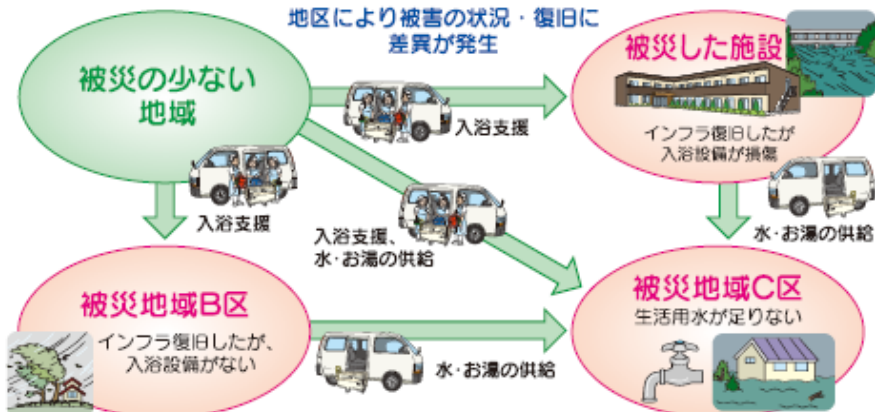 地区により被害の状況・復旧に
差異が発生
被災の少ない
地域
入浴支援
被災した施設
インフラ復旧したが
入浴設備が損傷
入浴支援
入浴支援、
水・お湯の供給
水・お湯の供給
被災地域B区
インフラ復旧したが、
入浴設備がない
水・お湯の供給
被災地域C区
生活用水が足りない